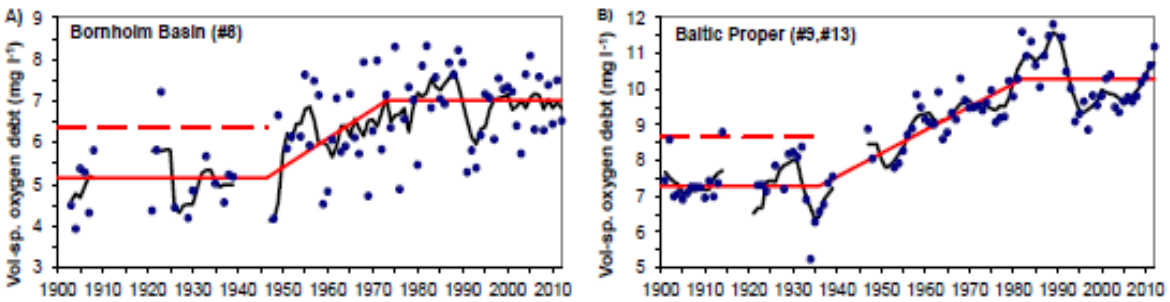 A)
Bornholm Basin (#8)
Vol-sp. oxygen debt (mg l⁻¹)
9
8
7
6
5
4
3
1900 1910 1920 1930 1940 1950 1960 1970 1980 1990 2000 2010
B)
Baltic Proper (#9,#13)
Vol-sp. oxygen debt (mg l⁻¹)
12
11
10
9
8
7
6
5
1900 1910 1920 1930 1940 1950 1960 1970 1980 1990 2000 2010